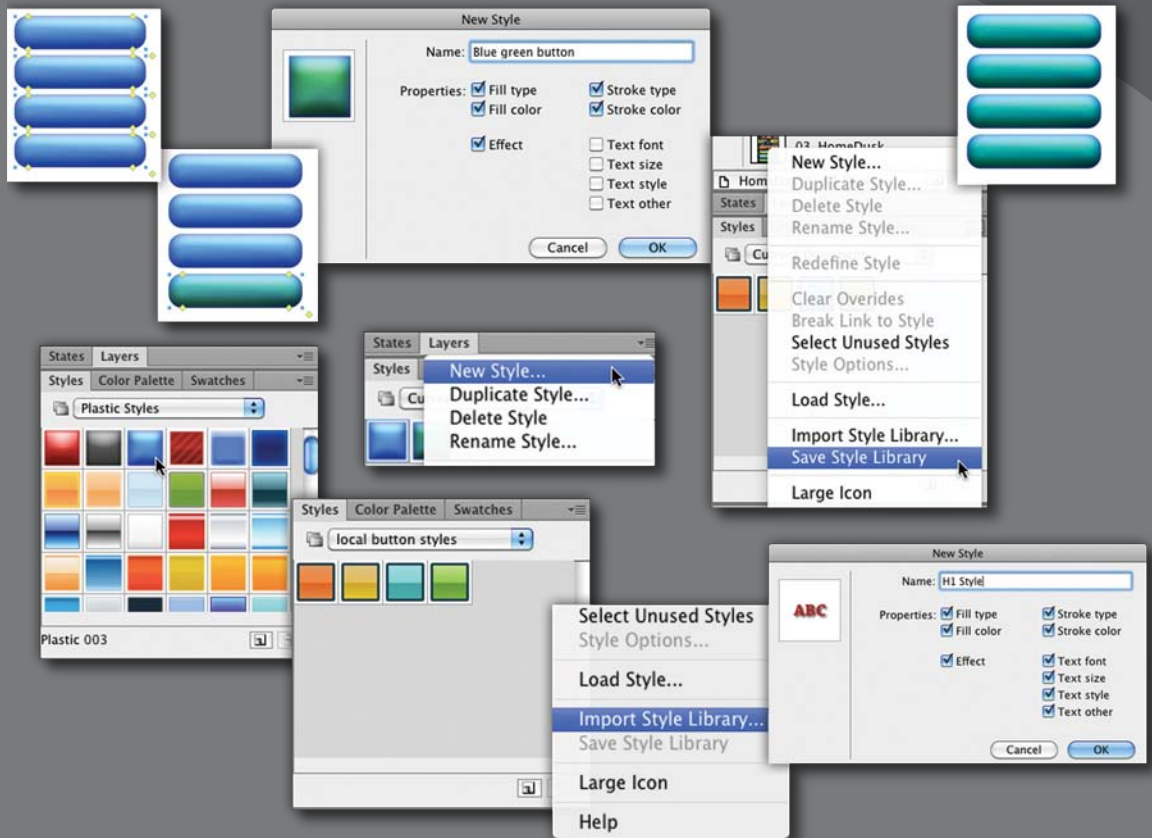 New Style
Name: Blue green button
Properties: Fill type Stroke type
Fill color Stroke color
Effect Text font
Text size
Text style
Text other
Cancel OK
03 HomeDusk
New Style...
Duplicate Style...
Delete Style
Rename Style...
Redefine Style
Clear Overides
Break Link to Style
Select Unused Styles
Style Options...
Load Style...
Import Style Library...
Save Style Library
Large Icon
States
Styles
States Layers
Styles Color Palette Swatches
Plastic Styles
Plastic 003
States Layers
Styles
New Style...
Duplicate Style...
Delete Style
Rename Style...
Styles Color Palette Swatches
local button styles
Select Unused Styles
Style Options...
Load Style...
Import Style Library...
Save Style Library
Large Icon
Help
New Style
Name: H1 Style
ABC
Properties: Fill type Stroke type
Fill color Stroke color
Effect Text font
Text size
Text style
Text other
Cancel OK